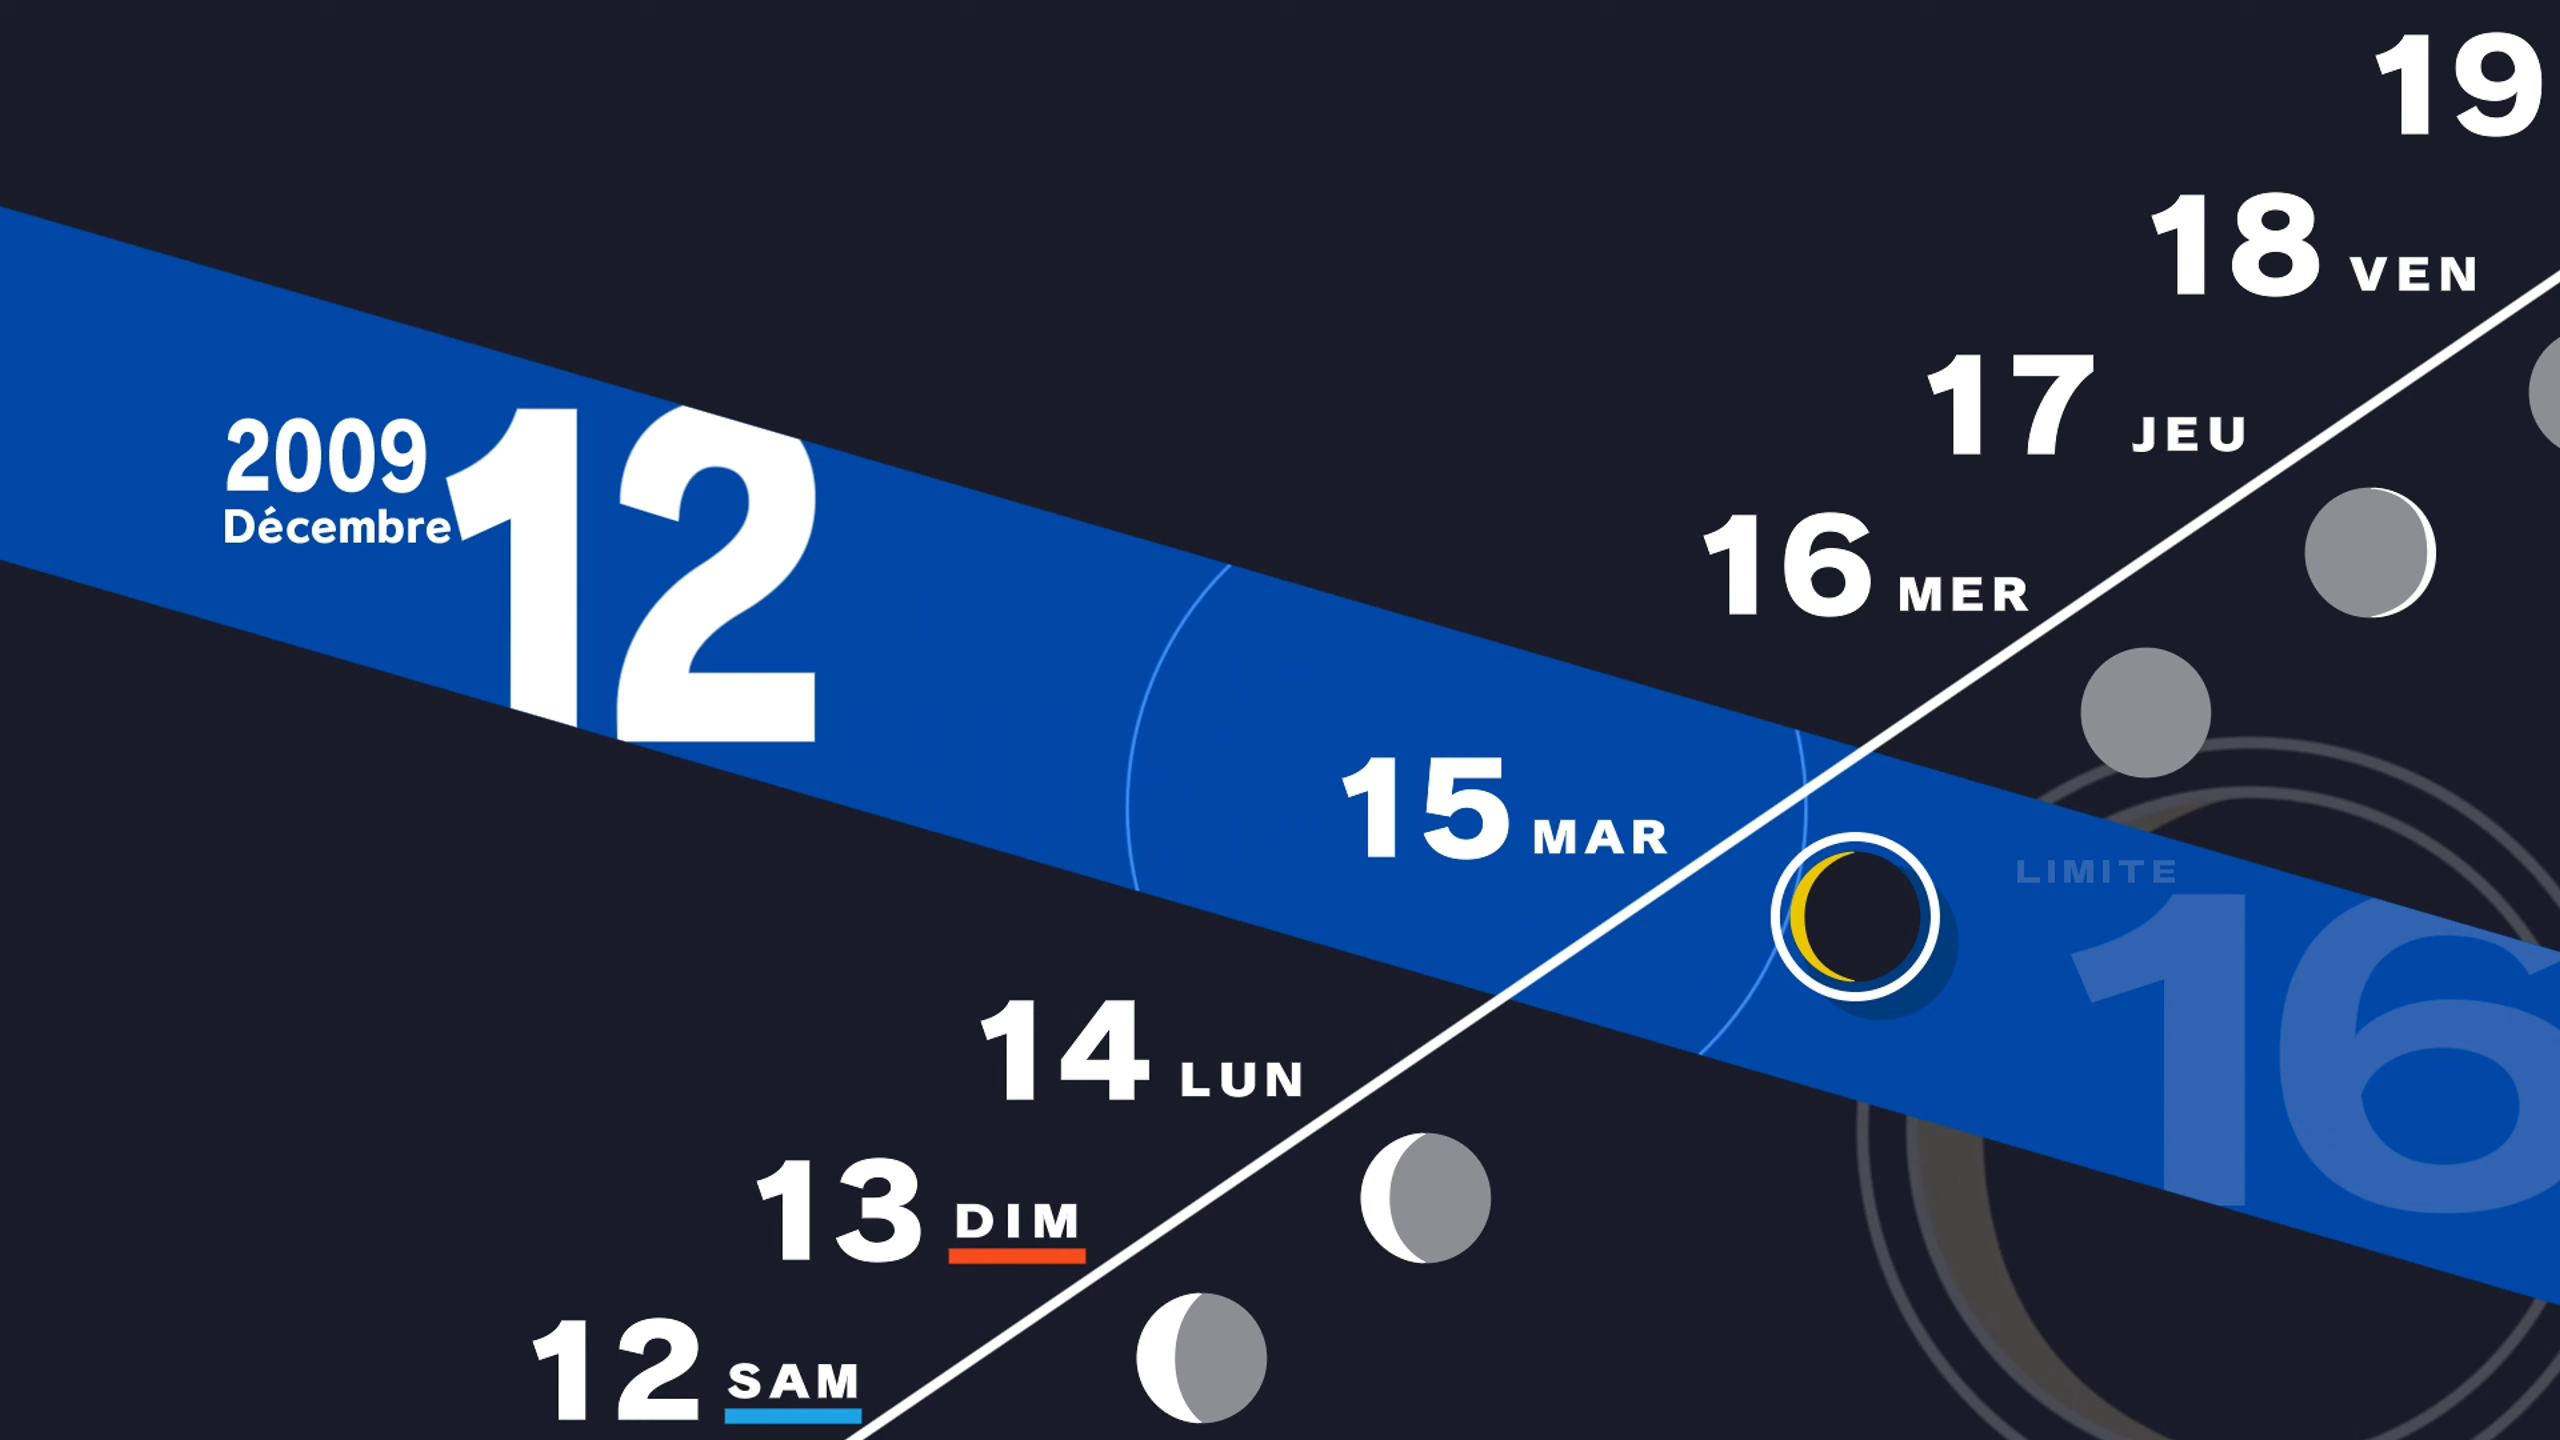 19
18 VEN
17 JEU
16 MER
2009
Décembre
12
15 MAR
LIMITE
16
14 LUN
13 DIM
12 SAM